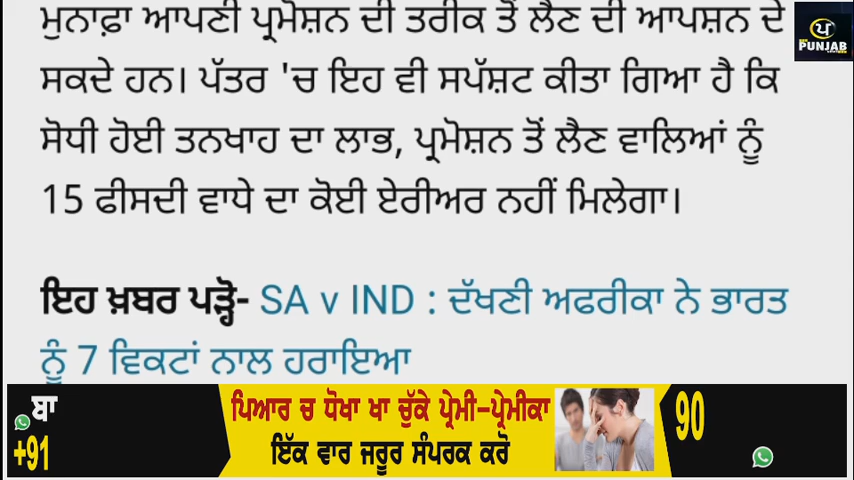 ਮੁਨਾਫ਼ਾ ਆਪਣੀ ਪ੍ਰਮੋਸ਼ਨ ਦੀ ਤਰੀਕ ਤੋਂ ਲੈਣ ਦੀ ਆਪਸ਼ਨ ਦੇ
ਸਕਦੇ ਹਨ। ਪੱਤਰ 'ਚ ਇਹ ਵੀ ਸਪੱਸ਼ਟ ਕੀਤਾ ਗਿਆ ਹੈ ਕਿ
ਸੋਧੀ ਹੋਈ ਤਨਖਾਹ ਦਾ ਲਾਭ, ਪ੍ਰਮੋਸ਼ਨ ਤੋਂ ਲੈਣ ਵਾਲਿਆਂ ਨੂੰ
15 ਫੀਸਦੀ ਵਾਧੇ ਦਾ ਕੋਈ ਏਰੀਅਰ ਨਹੀਂ ਮਿਲੇਗਾ।
ਇਹ ਖ਼ਬਰ ਪੜ੍ਹੋ- SA v IND : ਦੱਖਣੀ ਅਫਰੀਕਾ ਨੇ ਭਾਰਤ
ਨੂੰ 7 ਵਿਕਟਾਂ ਨਾਲ ਹਰਾਇਆ
ਪ
PUNJAB
ਬਾ
+91
ਪਿਆਰ ਚ ਧੋਖਾ ਖਾ ਚੁੱਕੇ ਪ੍ਰੇਮੀ-ਪ੍ਰੇਮੀਕਾ
ਇੱਕ ਵਾਰ ਜਰੂਰ ਸੰਪਰਕ ਕਰੋ
90